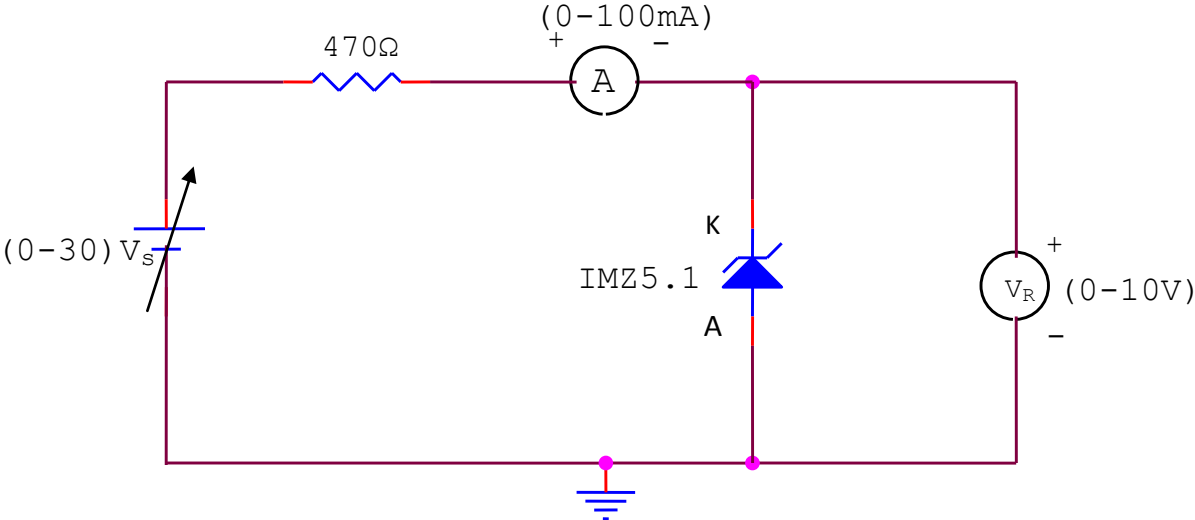 (0-100mA)
+ −
470Ω
A
K
(0-30)Vs
IMZ5.1
+
VR (0-10V)
A
−